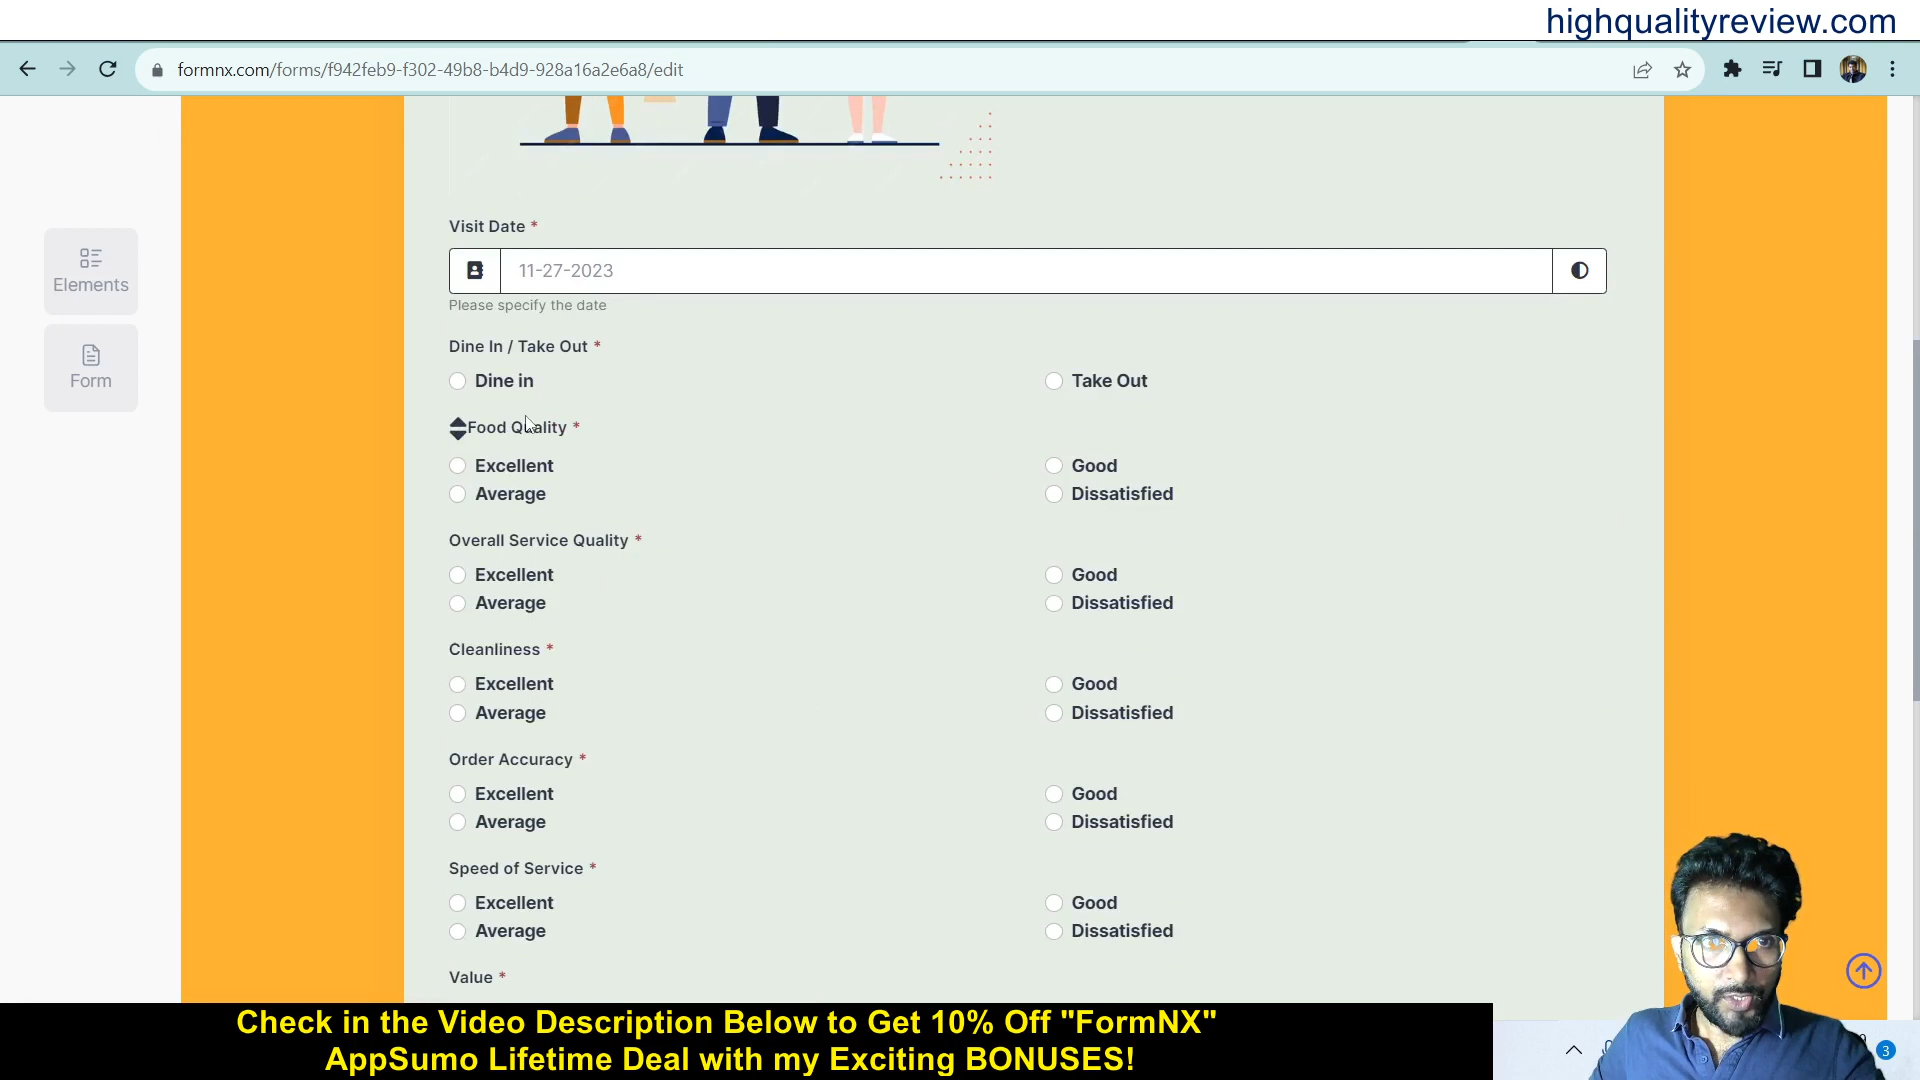 highqualityreview.com
formnx.com/forms/f942feb9-f302-49b8-b4d9-928a16a2e6a8/edit
Elements
Form
Visit Date *
11-27-2023
Please specify the date
Dine In / Take Out *
Dine in
Take Out
Food Quality *
Excellent
Good
Average
Dissatisfied
Overall Service Quality *
Excellent
Good
Average
Dissatisfied
Cleanliness *
Excellent
Good
Average
Dissatisfied
Order Accuracy *
Excellent
Good
Average
Dissatisfied
Speed of Service *
Excellent
Good
Average
Dissatisfied
Value *
Check in the Video Description Below to Get 10% Off "FormNX"
AppSumo Lifetime Deal with my Exciting BONUSES!
3